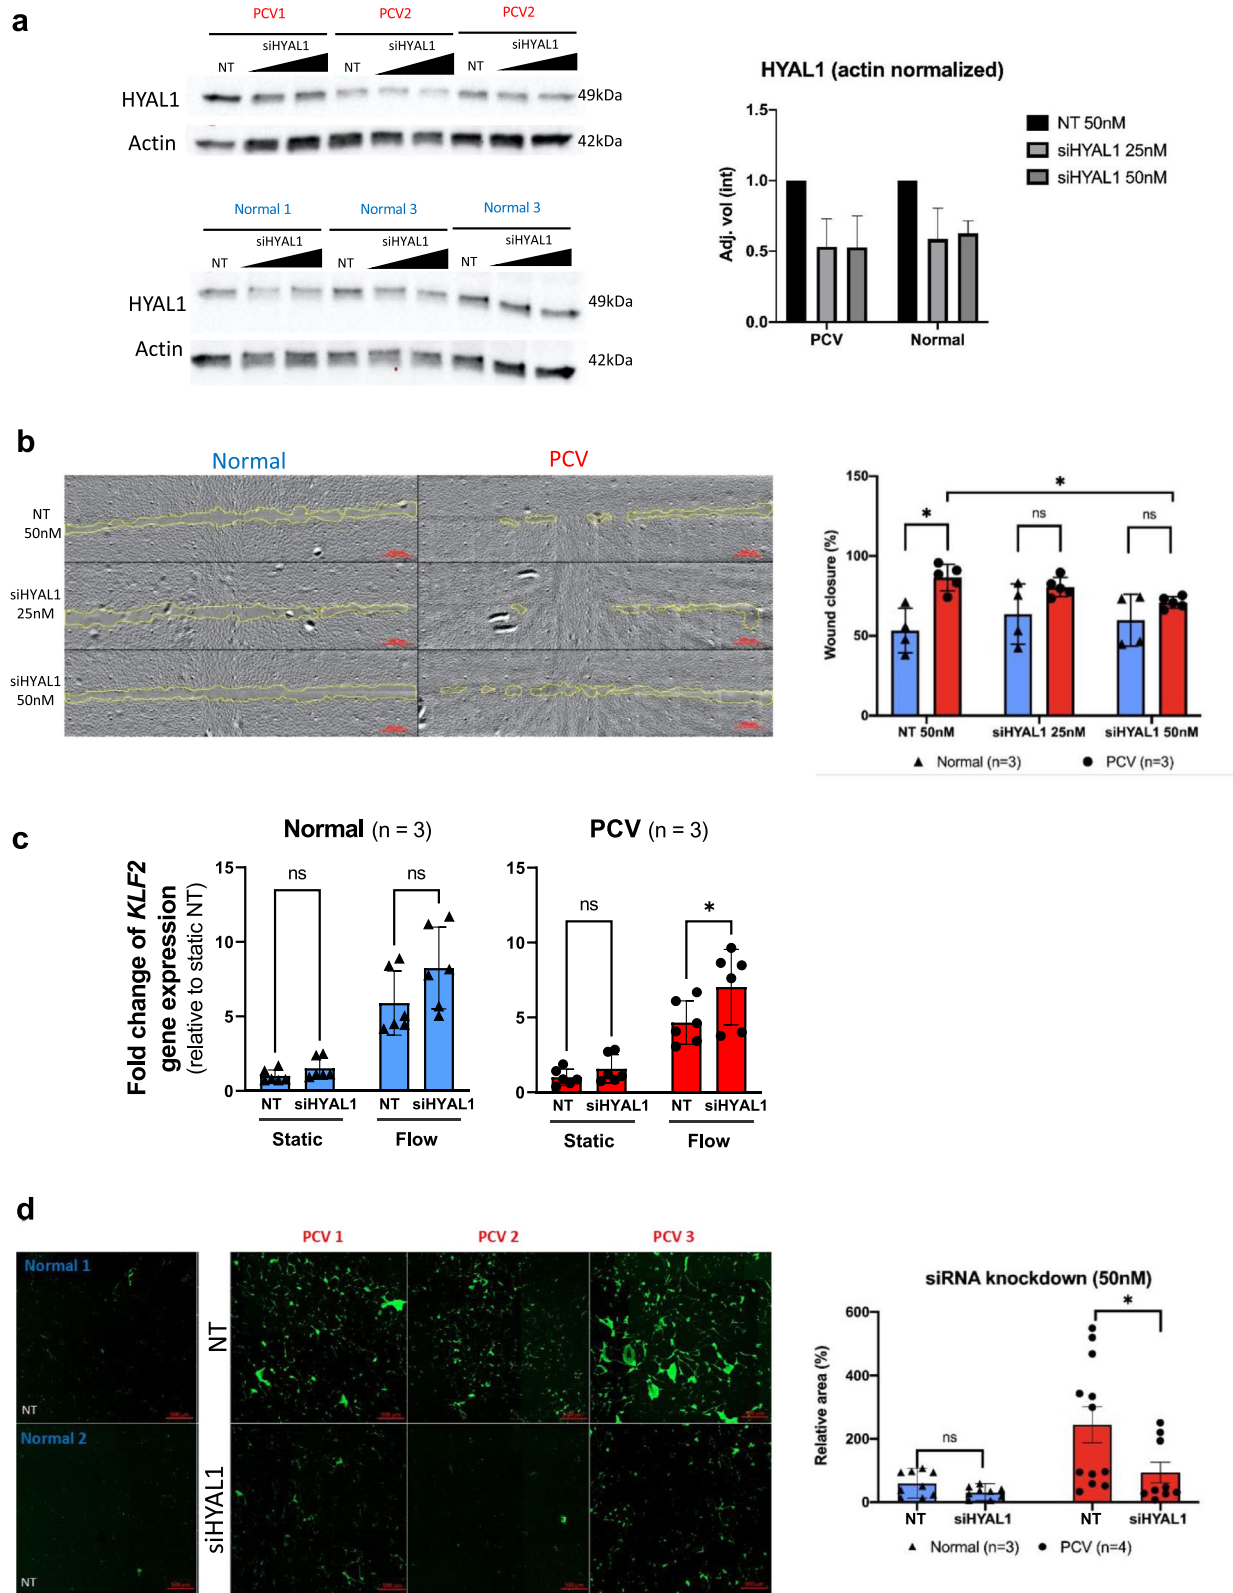 a
PCV1
PCV2
PCV2
siHYAL1
siHYAL1
siHYAL1
NT
NT
NT
HYAL1
49kDa
Actin
42kDa
Normal 1
Normal 3
Normal 3
siHYAL1
siHYAL1
siHYAL1
NT
NT
NT
HYAL1
49kDa
Actin
42kDa
HYAL1 (actin normalized)
Adj. vol (int)
1.5
1.0
0.5
0.0
PCV
Normal
NT 50nM
siHYAL1 25nM
siHYAL1 50nM
b
Normal
PCV
NT
50nM
siHYAL1
25nM
siHYAL1
50nM
Wound closure (%)
150
100
50
0
*
*
ns
ns
NT 50nM
siHYAL1 25nM
siHYAL1 50nM
Normal (n=3)
PCV (n=3)
c
Fold change of KLF2
gene expression
(relative to static NT)
Normal (n = 3)
15
10
5
0
ns
ns
NT
siHYAL1
NT
siHYAL1
Static
Flow
PCV (n = 3)
15
10
5
0
ns
*
NT
siHYAL1
NT
siHYAL1
Static
Flow
d
PCV 1
PCV 2
PCV 3
Normal 1
NT
NT
Normal 2
NT
siHYAL1
siRNA knockdown (50nM)
Relative area (%)
600
400
200
0
ns
*
NT
siHYAL1
NT
siHYAL1
Normal (n=3)
PCV (n=4)